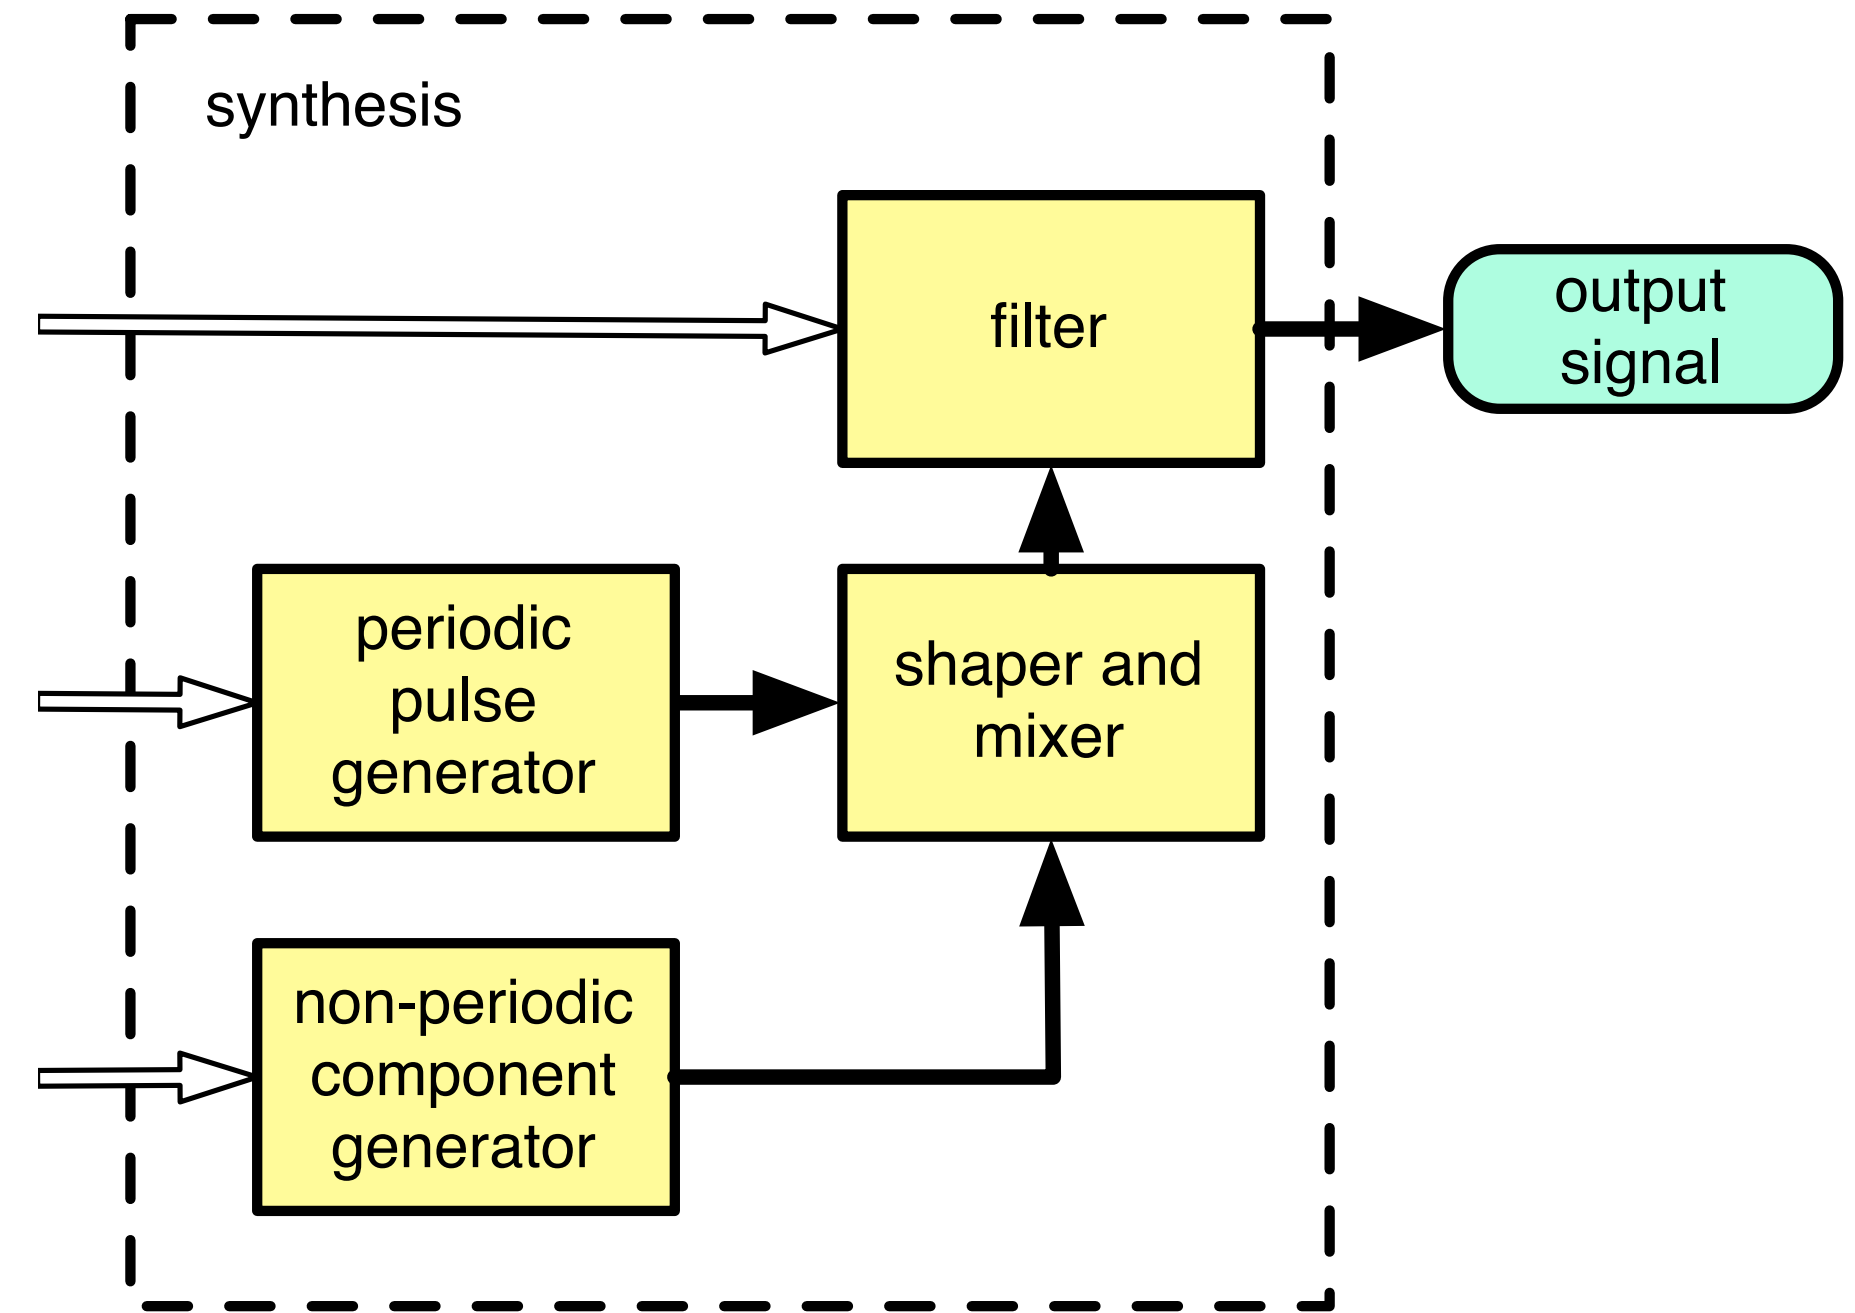 synthesis
filter
output
signal
periodic
pulse
generator
shaper and
mixer
non-periodic
component
generator